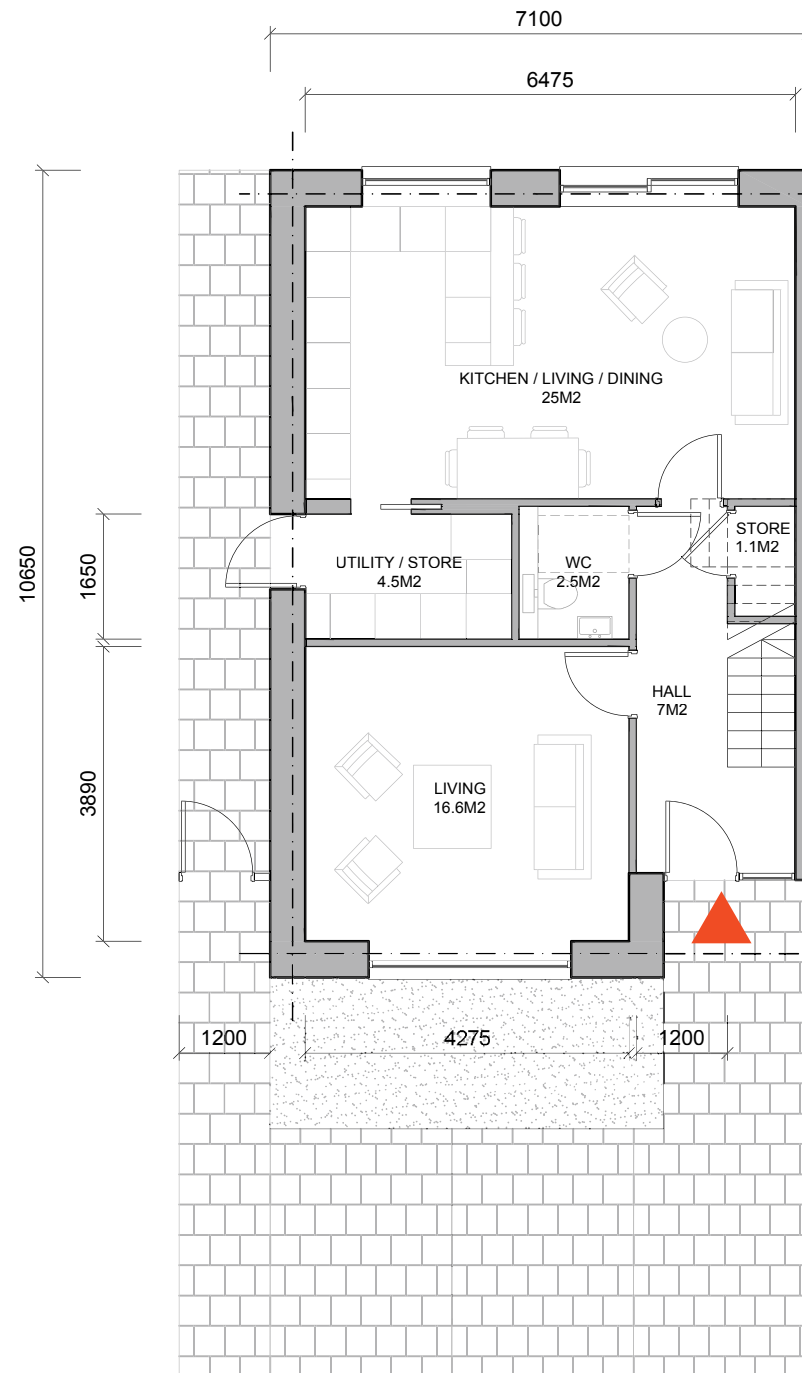 7100
6475
KITCHEN / LIVING / DINING
25M2
10650
1650
UTILITY / STORE
4.5M2
WC
2.5M2
STORE
1.1M2
HALL
7M2
3890
LIVING
16.6M2
1200
4275
1200